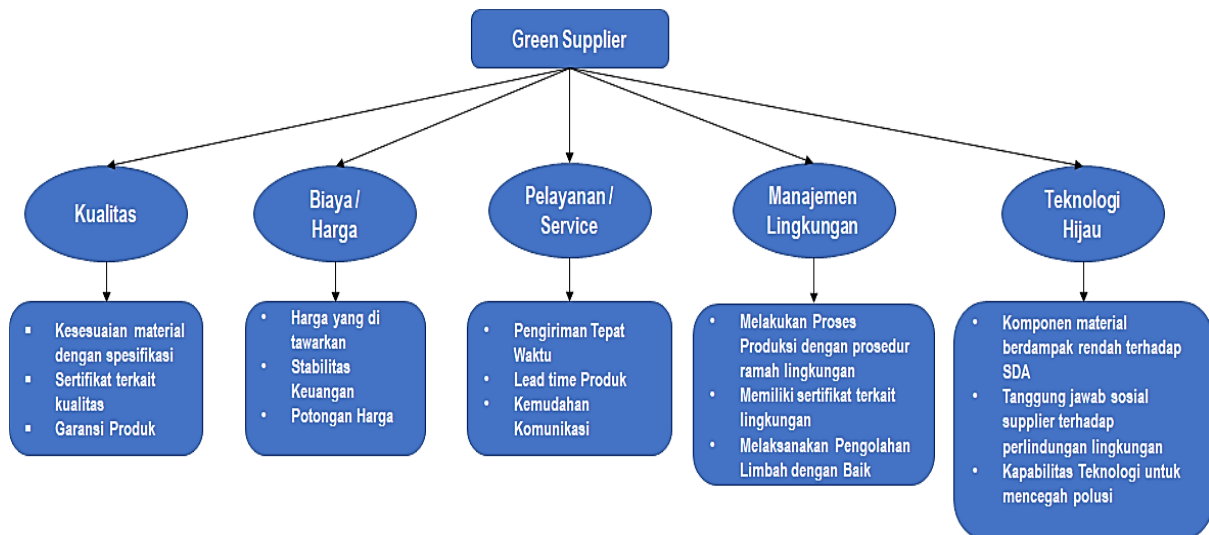 Green Supplier
Kualitas
Biaya /
Harga
Pelayanan /
Service
Manajemen
Lingkungan
Teknologi
Hijau
▪ Kesesuaian material
dengan spesifikasi
▪ Sertifikat terkait
kualitas
▪ Garansi Produk
• Harga yang di
tawarkan
• Stabilitas
Keuangan
• Potongan Harga
• Pengiriman Tepat
Waktu
• Lead time Produk
• Kemudahan
Komunikasi
• Melakukan Proses
Produksi dengan prosedur
ramah lingkungan
• Memiliki sertifikat terkait
lingkungan
• Melaksanakan Pengolahan
Limbah dengan Baik
• Komponen material
berdampak rendah terhadap
SDA
• Tanggung jawab sosial
supplier terhadap
perlindungan lingkungan
• Kapabilitas Teknologi untuk
mencegah polusi